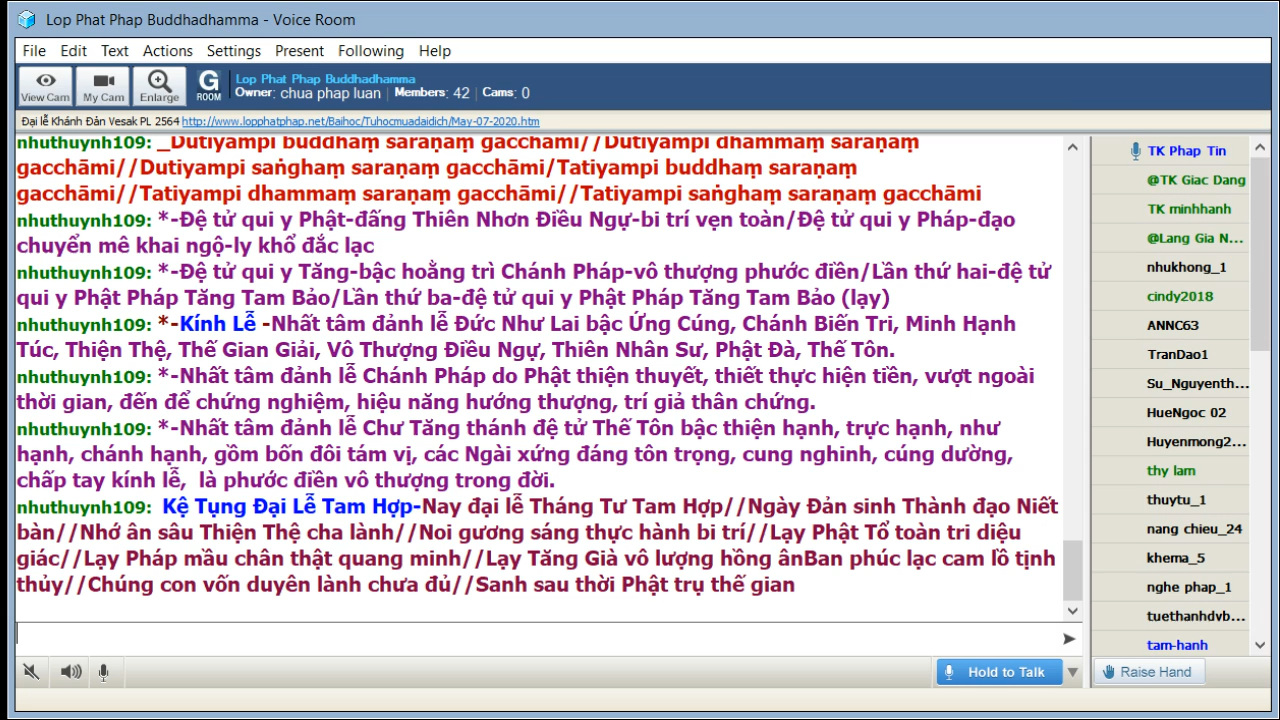 Lop Phat Phap Buddhadhamma - Voice Room
File Edit Text Actions Settings Present Following Help
View Cam My Cam Enlarge G ROOM
Lop Phat Phap Buddhadhamma
Owner: chua phap luan | Members: 42 | Cams: 0
Đại lễ Khánh Đản Vesak PL 2564 http://www.lopphatphap.net/Baihoc/Tuhocmuadaidich/May-07-2020.htm
nhuthuynh109: _Dutiyampi buddhaṃ saraṇaṃ gacchāmi//Dutiyampi dhammaṃ saraṇaṃ
gacchāmi//Dutiyampi saṅghaṃ saraṇaṃ gacchāmi/Tatiyampi buddhaṃ saraṇaṃ
gacchāmi//Tatiyampi dhammaṃ saraṇaṃ gacchāmi//Tatiyampi saṅghaṃ saraṇaṃ gacchāmi
nhuthuynh109: *-Đệ tử qui y Phật-đấng Thiên Nhơn Điều Ngự-bi trí vẹn toàn/Đệ tử qui y Pháp-đạo
chuyển mê khai ngộ-ly khổ đắc lạc
nhuthuynh109: *-Đệ tử qui y Tăng-bậc hoằng trì Chánh Pháp-vô thượng phước điền/Lần thứ hai-đệ tử
qui y Phật Pháp Tăng Tam Bảo/Lần thứ ba-đệ tử qui y Phật Pháp Tăng Tam Bảo (lạy)
nhuthuynh109: *-Kính Lễ -Nhất tâm đảnh lễ Đức Như Lai bậc Ứng Cúng, Chánh Biến Tri, Minh Hạnh
Túc, Thiện Thệ, Thế Gian Giải, Vô Thượng Điều Ngự, Thiên Nhân Sư, Phật Đà, Thế Tôn.
nhuthuynh109: *-Nhất tâm đảnh lễ Chánh Pháp do Phật thiện thuyết, thiết thực hiện tiền, vượt ngoài
thời gian, đến để chứng nghiệm, hiệu năng hướng thượng, trí giả thân chứng.
nhuthuynh109: *-Nhất tâm đảnh lễ Chư Tăng thánh đệ tử Thế Tôn bậc thiện hạnh, trực hạnh, như
hạnh, chánh hạnh, gồm bốn đôi tám vị, các Ngài xứng đáng tôn trọng, cung nghinh, cúng dường,
chấp tay kính lễ, là phước điền vô thượng trong đời.
nhuthuynh109: Kệ Tụng Đại Lễ Tam Hợp-Nay đại lễ Tháng Tư Tam Hợp//Ngày Đản sinh Thành đạo Niết
bàn//Nhớ ân sâu Thiện Thệ cha lành//Noi gương sáng thực hành bi trí//Lạy Phật Tổ toàn tri diệu
giác//Lạy Pháp mầu chân thật quang minh//Lạy Tăng Già vô lượng hồng ânBan phúc lạc cam lồ tịnh
thủy//Chúng con vốn duyên lành chưa đủ//Sanh sau thời Phật trụ thế gian
TK Phap Tin
@TK Giac Dang
TK minhhanh
@Lang Gia N...
nhukhong_1
cindy2018
ANNC63
TranDao1
Su_Nguyenth...
HueNgoc 02
Huyenmong2...
thy lam
thuytu_1
nang chieu_24
khema_5
nghe phap_1
tuethanhdvb...
tam-hanh
Hold to Talk
Raise Hand